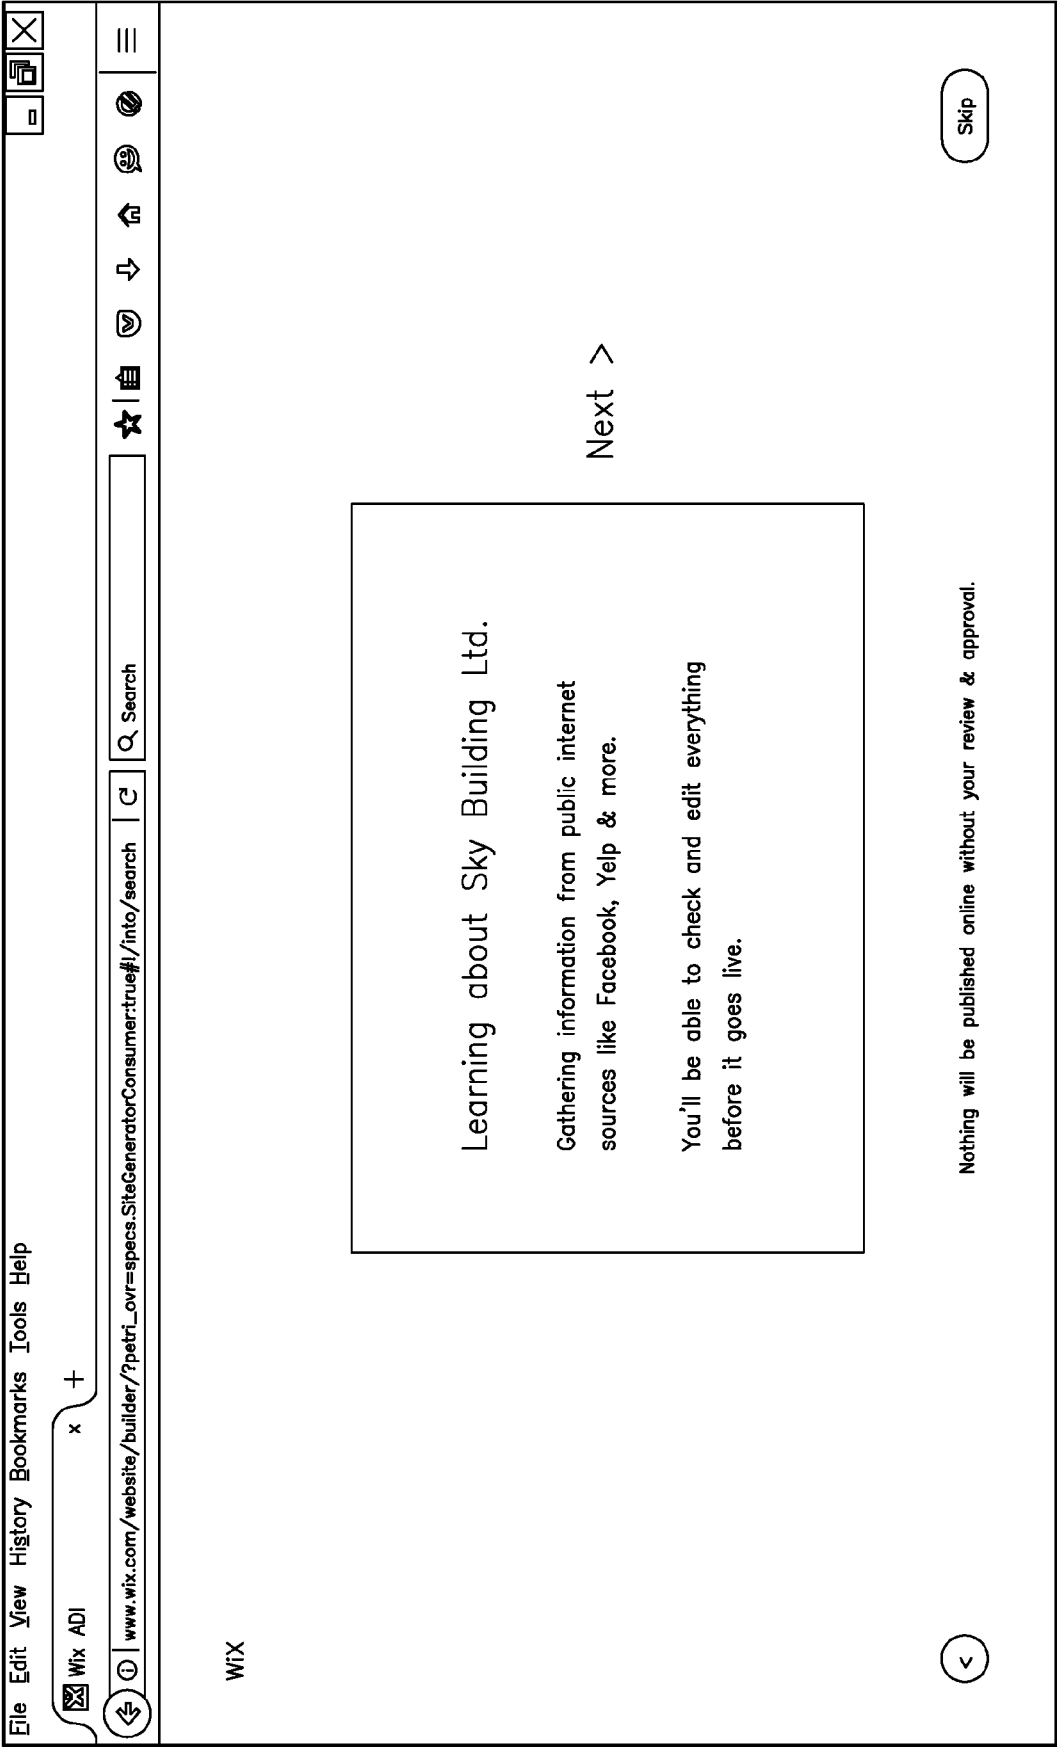 File Edit View History Bookmarks Tools Help
Wix ADI x +
www.wix.com/website/builder/?petri_ovr=specs.SiteGeneratorConsumer:true#!/into/search
Search
WiX
Learning about Sky Building Ltd.
Gathering information from public internet
sources like Facebook, Yelp & more.
You'll be able to check and edit everything
before it goes live.
Next >
<
Nothing will be published online without your review & approval.
Skip